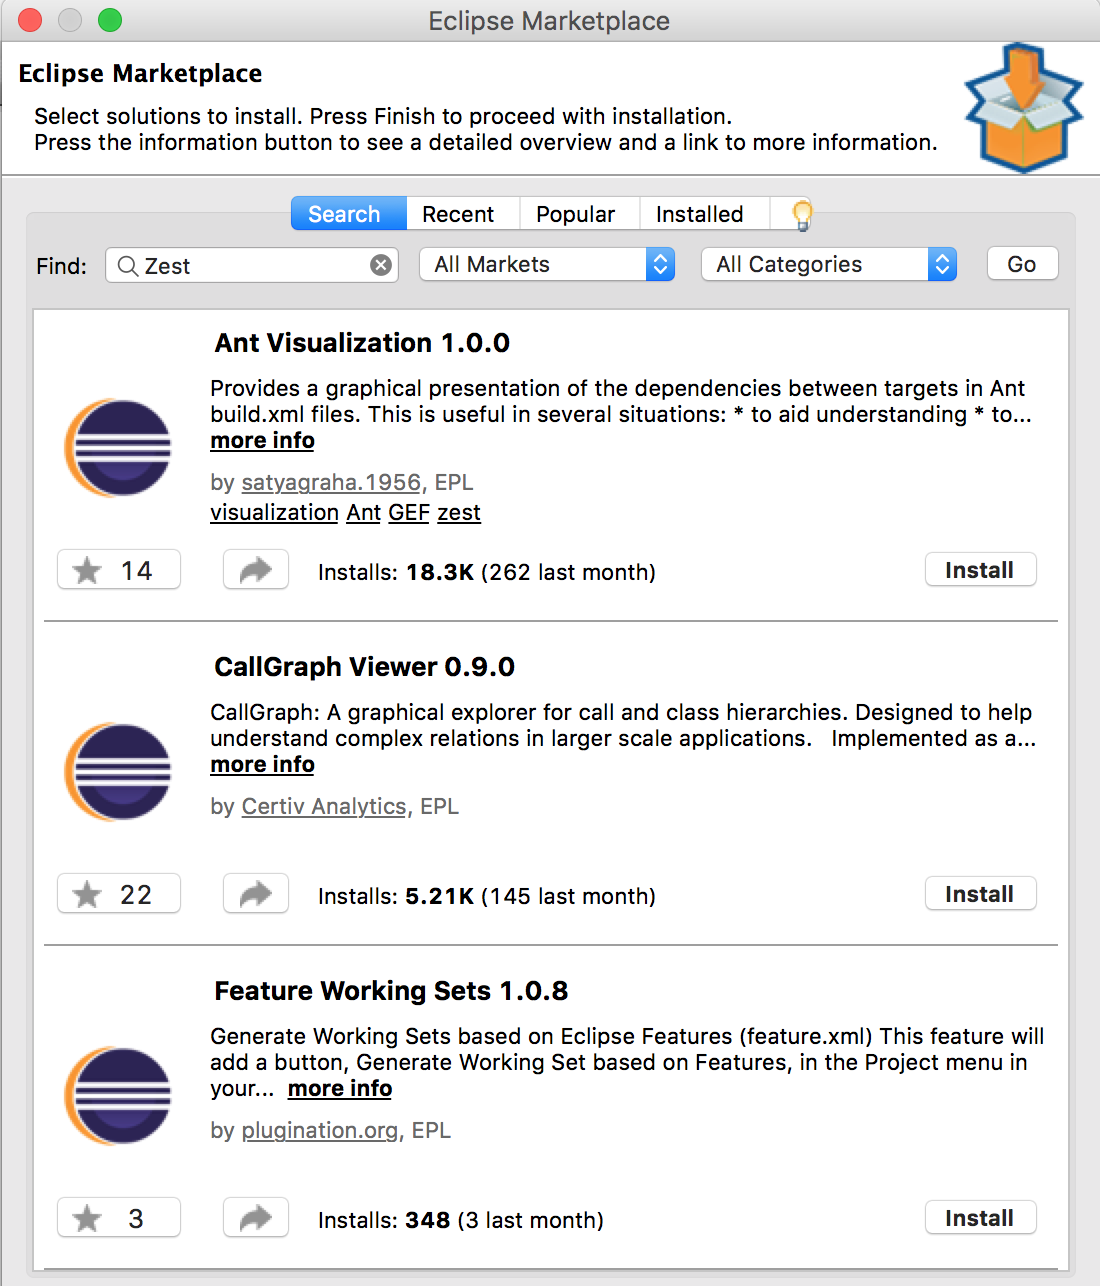 Eclipse Marketplace
Eclipse Marketplace
Select solutions to install. Press Finish to proceed with installation.
Press the information button to see a detailed overview and a link to more information.
Search Recent Popular Installed
Find: Zest All Markets All Categories Go
Ant Visualization 1.0.0
Provides a graphical presentation of the dependencies between targets in Ant
build.xml files. This is useful in several situations: * to aid understanding * to...
more info
by satyagraha.1956, EPL
visualization Ant GEF zest
14 Installs: 18.3K (262 last month) Install
CallGraph Viewer 0.9.0
CallGraph: A graphical explorer for call and class hierarchies. Designed to help
understand complex relations in larger scale applications.   Implemented as a...
more info
by Certiv Analytics, EPL
22 Installs: 5.21K (145 last month) Install
Feature Working Sets 1.0.8
Generate Working Sets based on Eclipse Features (feature.xml) This feature will
add a button, Generate Working Set based on Features, in the Project menu in
your... more info
by plugination.org, EPL
3 Installs: 348 (3 last month) Install